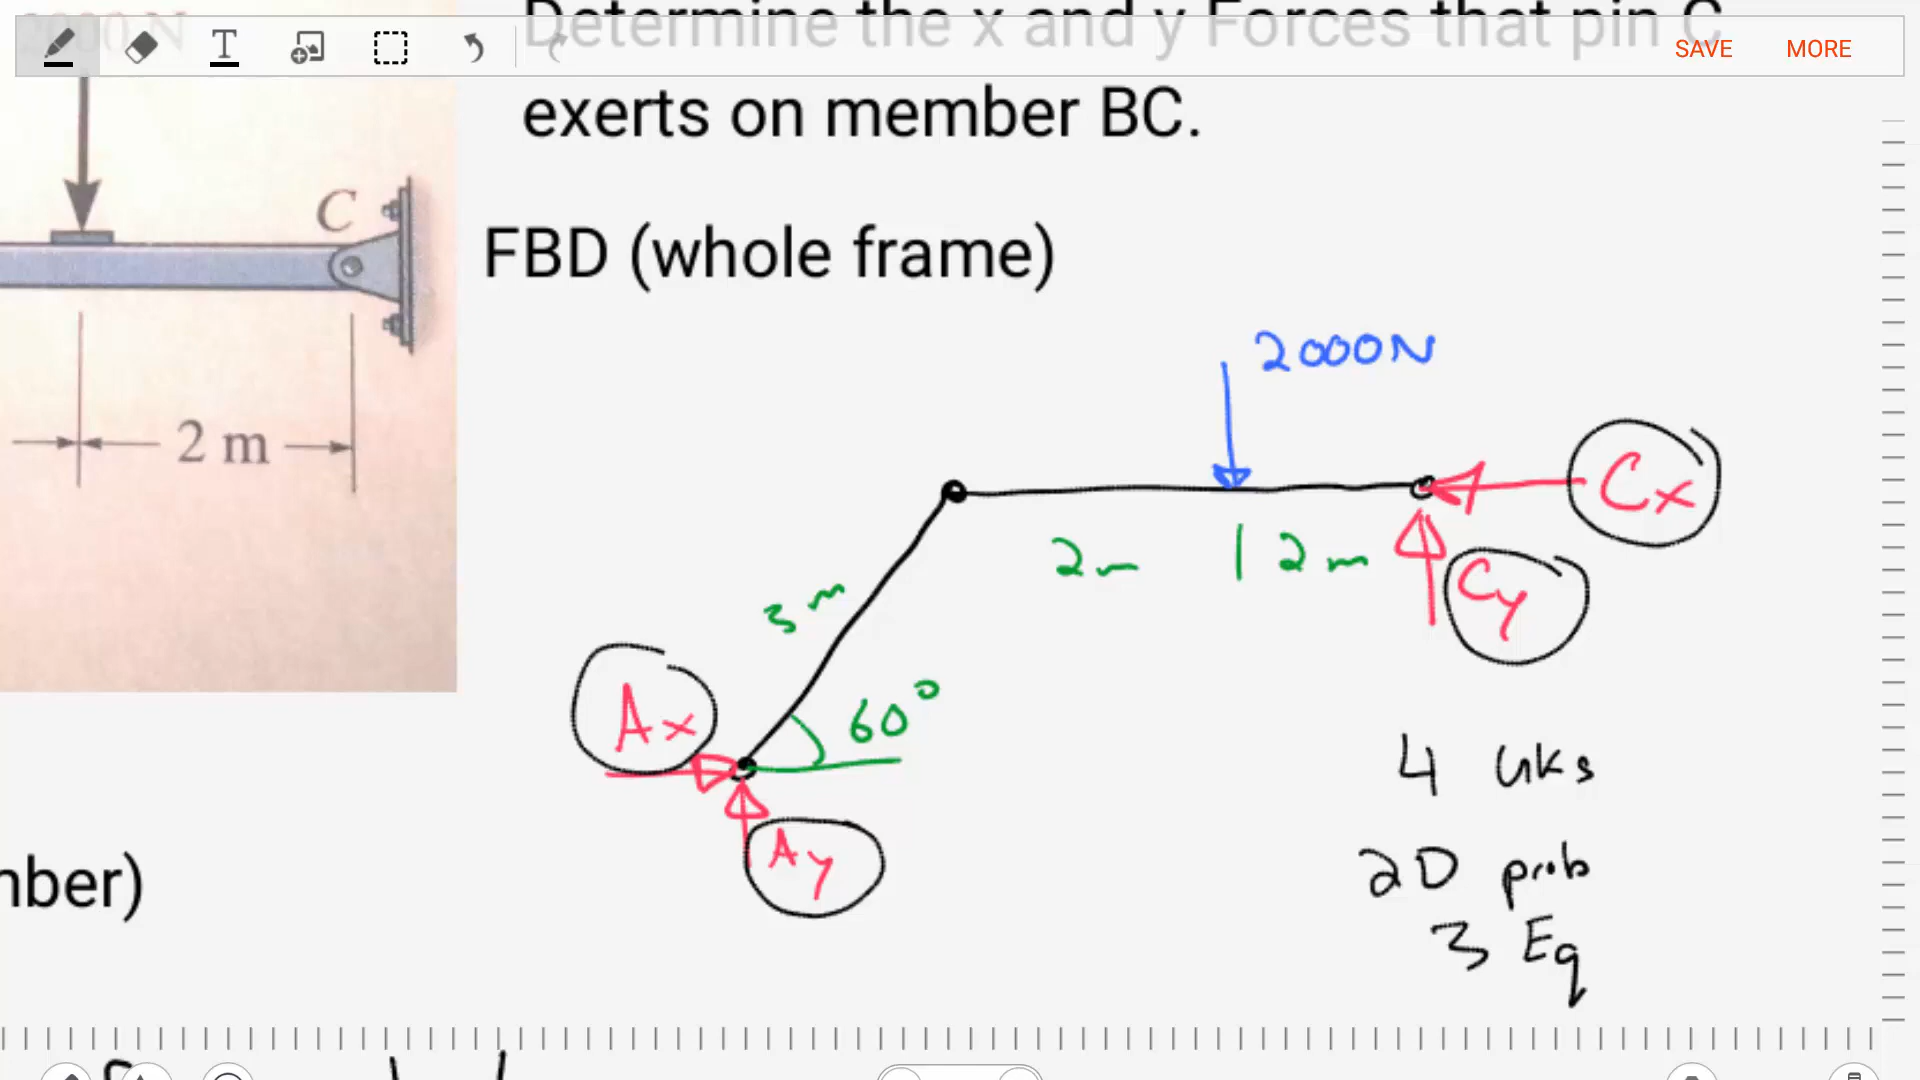 2000 N
Determine the x and y Forces that pin C
SAVE
MORE
exerts on member BC.
C
FBD (whole frame)
2000N
2 m
Cx
2m | 2m
3m
Cy
Ax
60°
4 UKs
Ay
2D prob
nber)
3 Eq